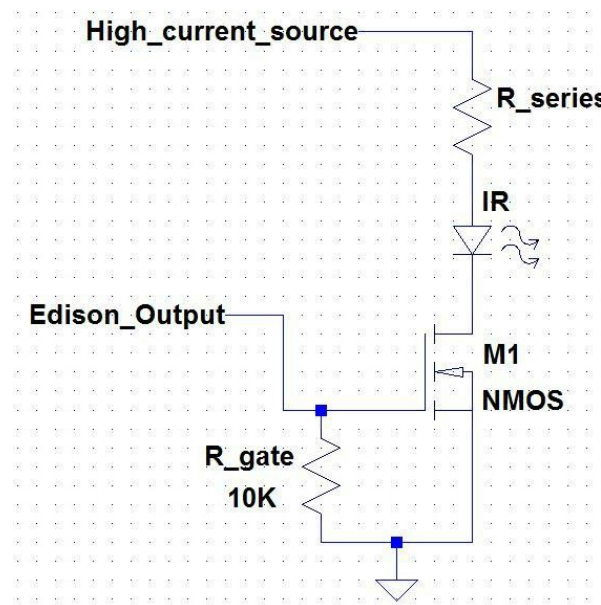 High_current_source
R_series
IR
Edison_Output
M1
NMOS
R_gate
10K